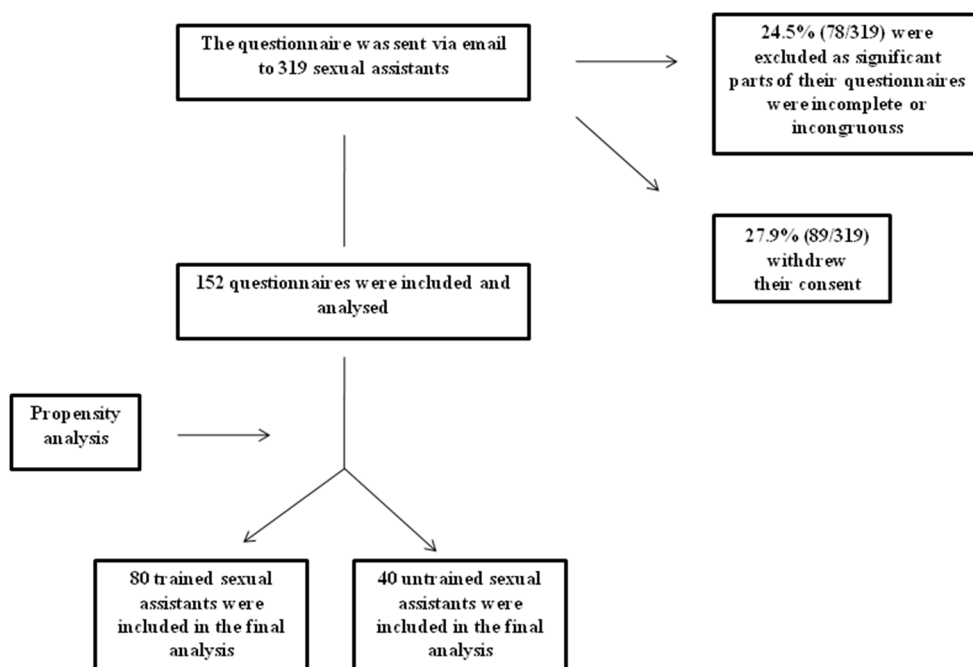 The questionnaire was sent via email
to 319 sexual assistants
24.5% (78/319) were
excluded as significant
parts of their questionnaires
were incomplete or
incongruouss
27.9% (89/319)
withdrew
their consent
152 questionnaires were included and
analysed
Propensity
analysis
80 trained sexual
assistants were
included in the final
analysis
40 untrained sexual
assistants were
included in the final
analysis